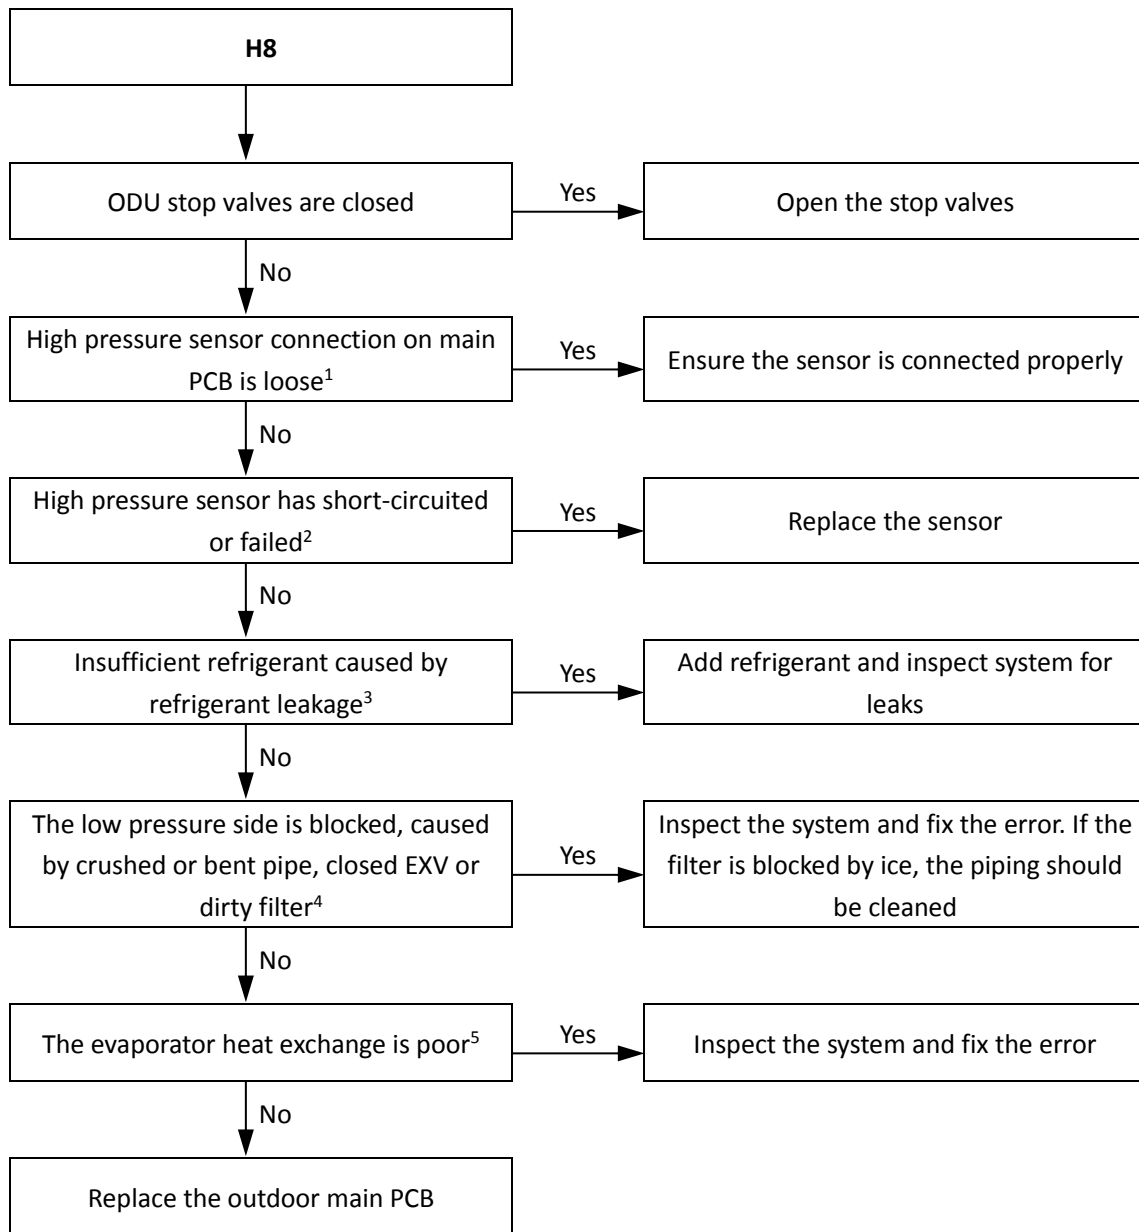 H8
ODU stop valves are closed
Yes
Open the stop valves
No
High pressure sensor connection on main
PCB is loose¹
Yes
Ensure the sensor is connected properly
No
High pressure sensor has short-circuited
or failed²
Yes
Replace the sensor
No
Insufficient refrigerant caused by
refrigerant leakage³
Yes
Add refrigerant and inspect system for
leaks
No
The low pressure side is blocked, caused
by crushed or bent pipe, closed EXV or
dirty filter⁴
Yes
Inspect the system and fix the error. If the
filter is blocked by ice, the piping should
be cleaned
No
The evaporator heat exchange is poor⁵
Yes
Inspect the system and fix the error
No
Replace the outdoor main PCB